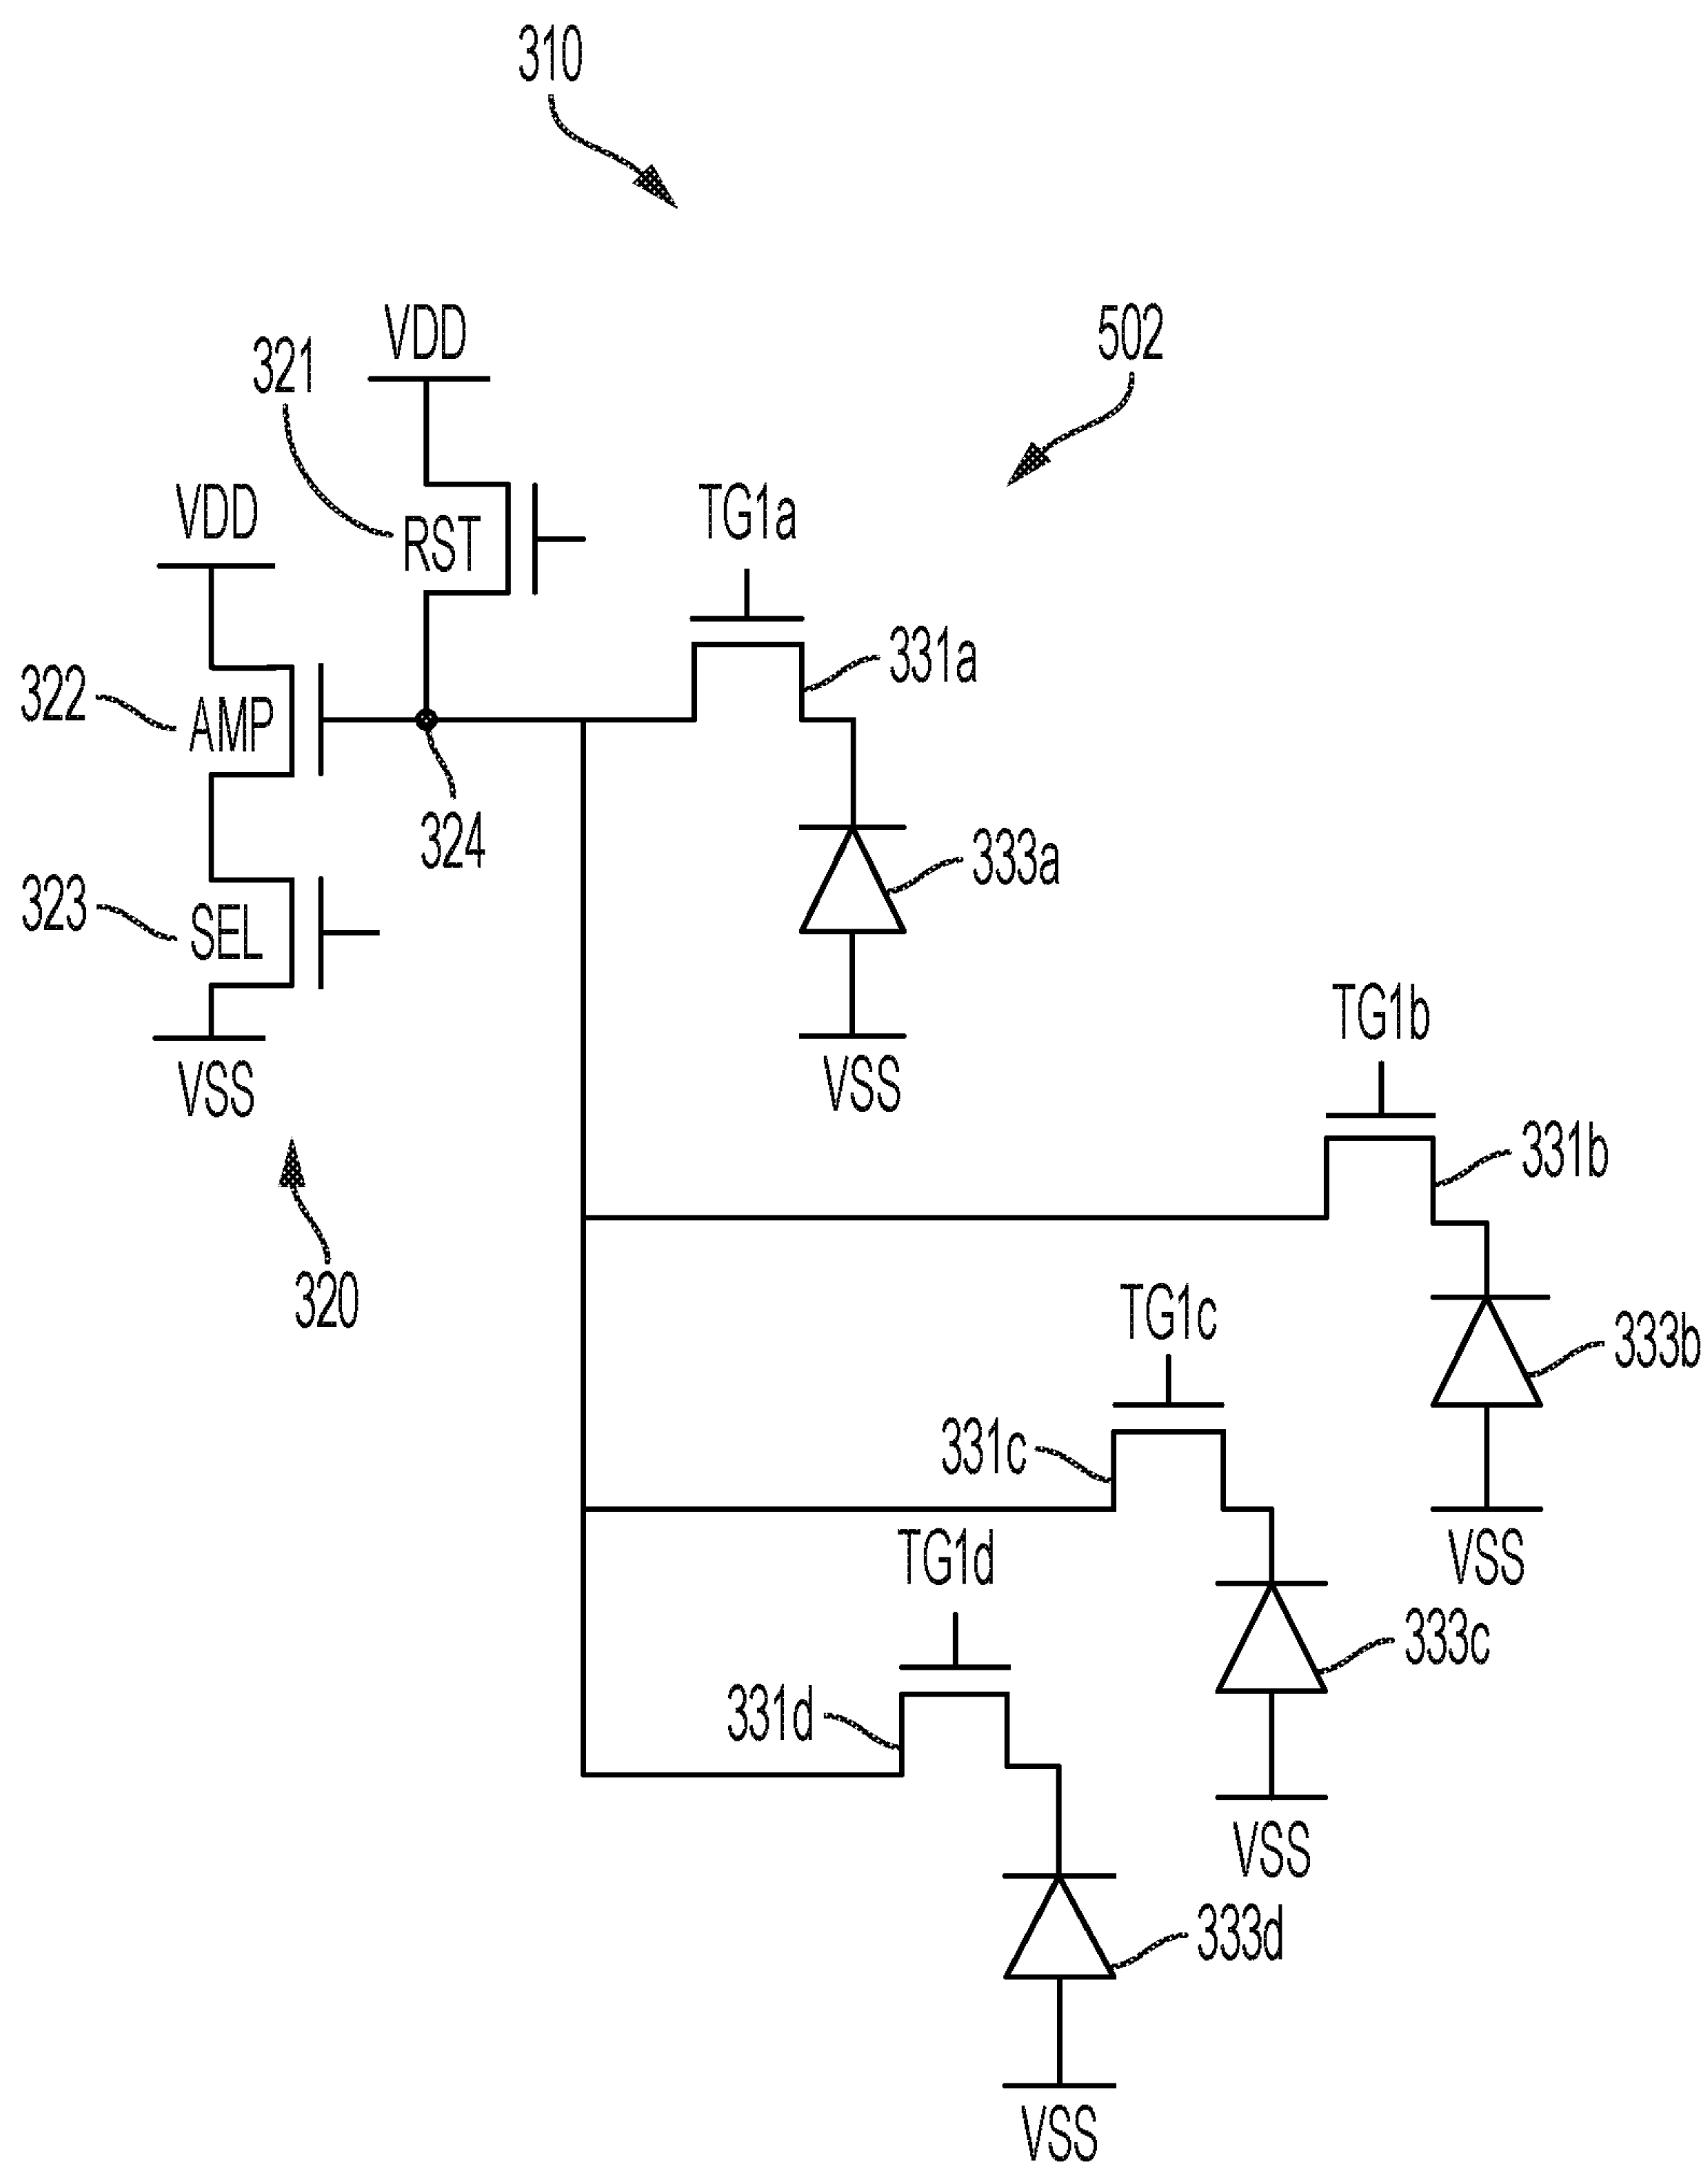 310
VDD
502
321
RST
VDD
TG1a
322
AMP
331a
324
333a
323
SEL
VSS
VSS
TG1b
331b
320
TG1c
333b
331c
VSS
TG1d
333c
331d
VSS
333d
VSS